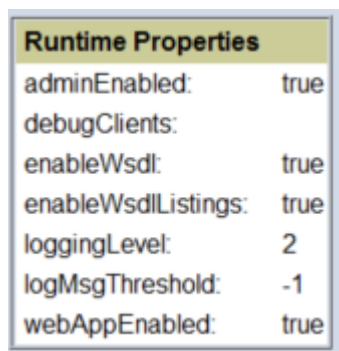 Runtime Properties
adminEnabled: true
debugClients:
enableWsdl: true
enableWsdlListings: true
loggingLevel: 2
logMsgThreshold: -1
webAppEnabled: true